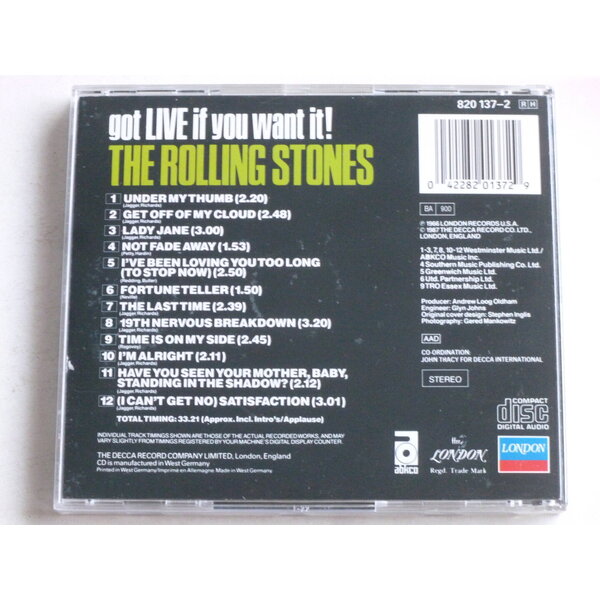 got LIVE if you want it!
THE ROLLING STONES
1 UNDER MY THUMB (2.20)
(Jagger, Richards)
2 GET OFF OF MY CLOUD (2.48)
(Jagger, Richards)
3 LADY JANE (3.00)
(Jagger, Richards)
4 NOT FADE AWAY (1.53)
(Petty, Hardin)
5 I'VE BEEN LOVING YOU TOO LONG
(TO STOP NOW) (2.50)
(Redding, Butler)
6 FORTUNE TELLER (1.50)
(Neville)
7 THE LAST TIME (2.39)
(Jagger, Richards)
8 19TH NERVOUS BREAKDOWN (3.20)
(Jagger, Richards)
9 TIME IS ON MY SIDE (2.45)
(Ragovoy)
10 I'M ALRIGHT (2.11)
(Jagger, Richards)
11 HAVE YOU SEEN YOUR MOTHER, BABY,
STANDING IN THE SHADOW? (2.12)
(Jagger, Richards)
12 (I CAN'T GET NO) SATISFACTION (3.01)
(Jagger, Richards)
TOTAL TIMING: 33.21 (Approx. Incl. Intro's/Applause)
INDIVIDUAL TRACK TIMINGS SHOWN ARE THOSE OF THE ACTUAL RECORDED WORKS, AND MAY
VARY SLIGHTLY FROM TIMINGS REGISTERED BY YOUR MACHINE'S DIGITAL DISPLAY COUNTER.
THE DECCA RECORD COMPANY LIMITED, London, England
CD is manufactured in West Germany
Printed in West Germany/Imprimé en Allemagne. Made in West Germany.
820 137-2 R H
0 42282 01372 9
BA 900
℗ 1966 LONDON RECORDS U.S.A.
© 1987 THE DECCA RECORD CO. LTD.,
LONDON, ENGLAND
1-3, 7, 8, 10-12 Westminster Music Ltd./
ABKCO Music Inc.
4 Southern Music Publishing Co. Ltd.
5 Greenwich Music Ltd.
6 Utd. Partnership Ltd.
9 TRO Essex Music Ltd.
Producer: Andrew Loog Oldham
Engineer: Glyn Johns
Original cover design: Stephen Inglis
Photography: Gered Mankowitz
AAD
CO-ORDINATION:
JOHN TRACY FOR DECCA INTERNATIONAL
STEREO
COMPACT
disc
DIGITAL AUDIO
abkco
ffrr
LONDON
Regd. Trade Mark
LONDON